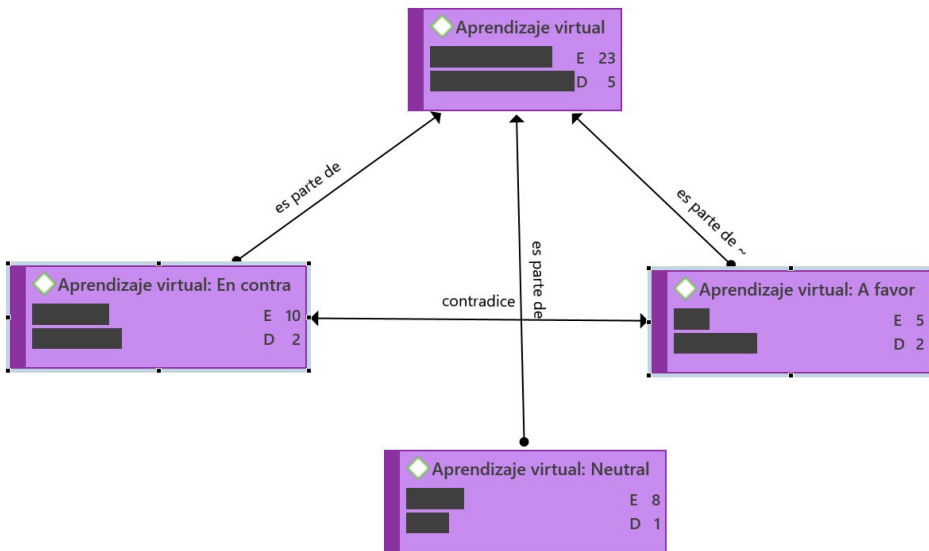 Aprendizaje virtual
E 23
D 5
es parte de
es parte de
es parte de ~
Aprendizaje virtual: En contra
E 10
D 2
contradice
Aprendizaje virtual: A favor
E 5
D 2
Aprendizaje virtual: Neutral
E 8
D 1